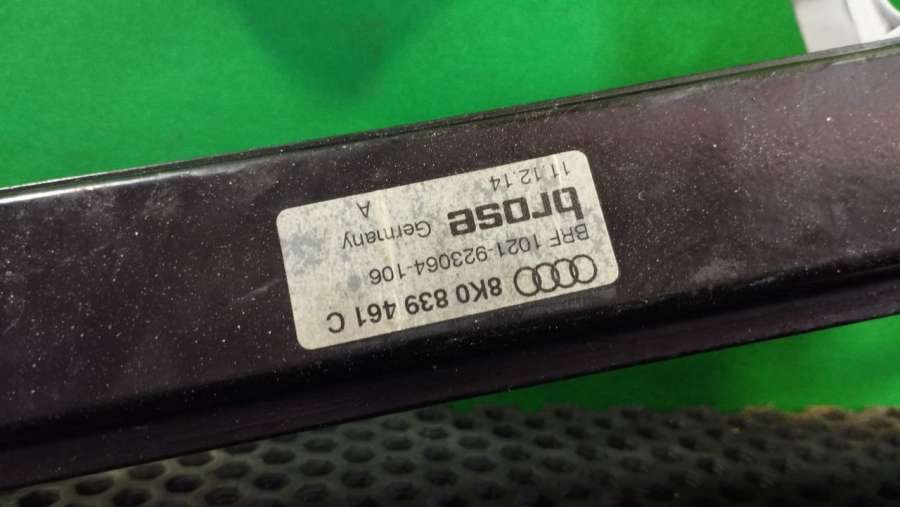 8K0 839 461 C
BRF 1021-923064-106
brose Germany
11.12.14 A